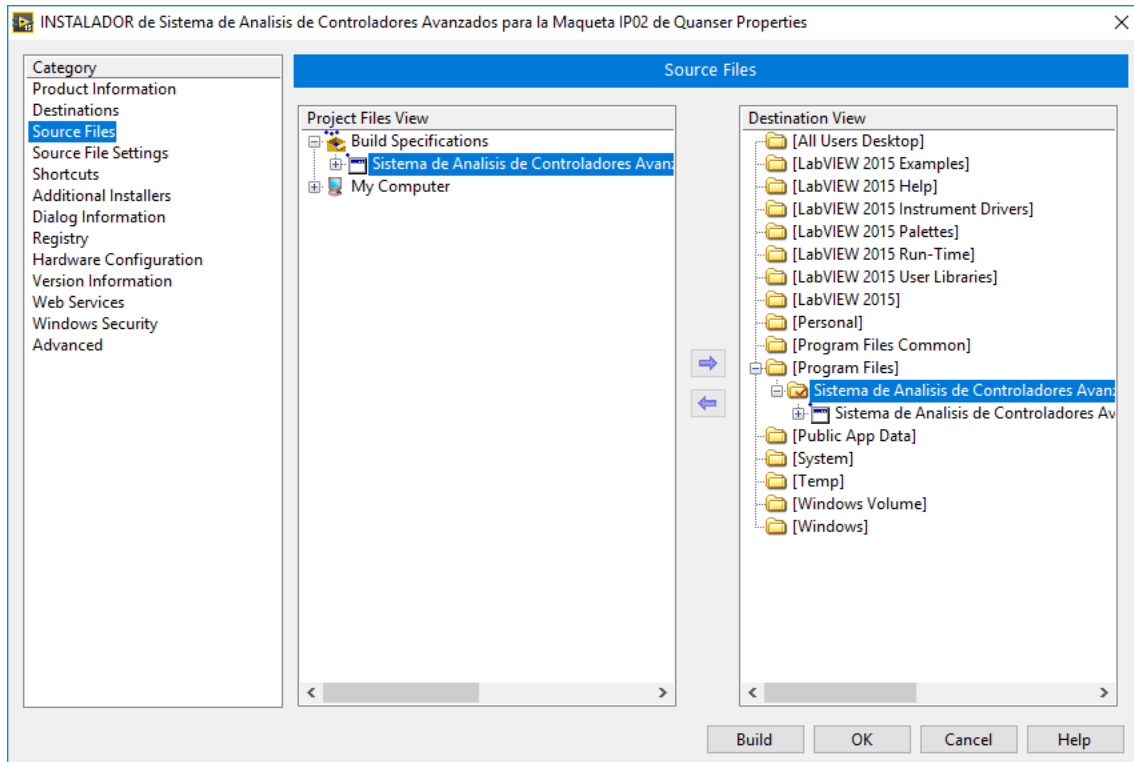 INSTALADOR de Sistema de Analisis de Controladores Avanzados para la Maqueta IP02 de Quanser Properties
Category
Product Information
Destinations
Source Files
Source File Settings
Shortcuts
Additional Installers
Dialog Information
Registry
Hardware Configuration
Version Information
Web Services
Windows Security
Advanced
Source Files
Project Files View
Build Specifications
Sistema de Analisis de Controladores Avanz
My Computer
Destination View
[All Users Desktop]
[LabVIEW 2015 Examples]
[LabVIEW 2015 Help]
[LabVIEW 2015 Instrument Drivers]
[LabVIEW 2015 Palettes]
[LabVIEW 2015 Run-Time]
[LabVIEW 2015 User Libraries]
[LabVIEW 2015]
[Personal]
[Program Files Common]
[Program Files]
Sistema de Analisis de Controladores Avanz
Sistema de Analisis de Controladores Av
[Public App Data]
[System]
[Temp]
[Windows Volume]
[Windows]
Build
OK
Cancel
Help